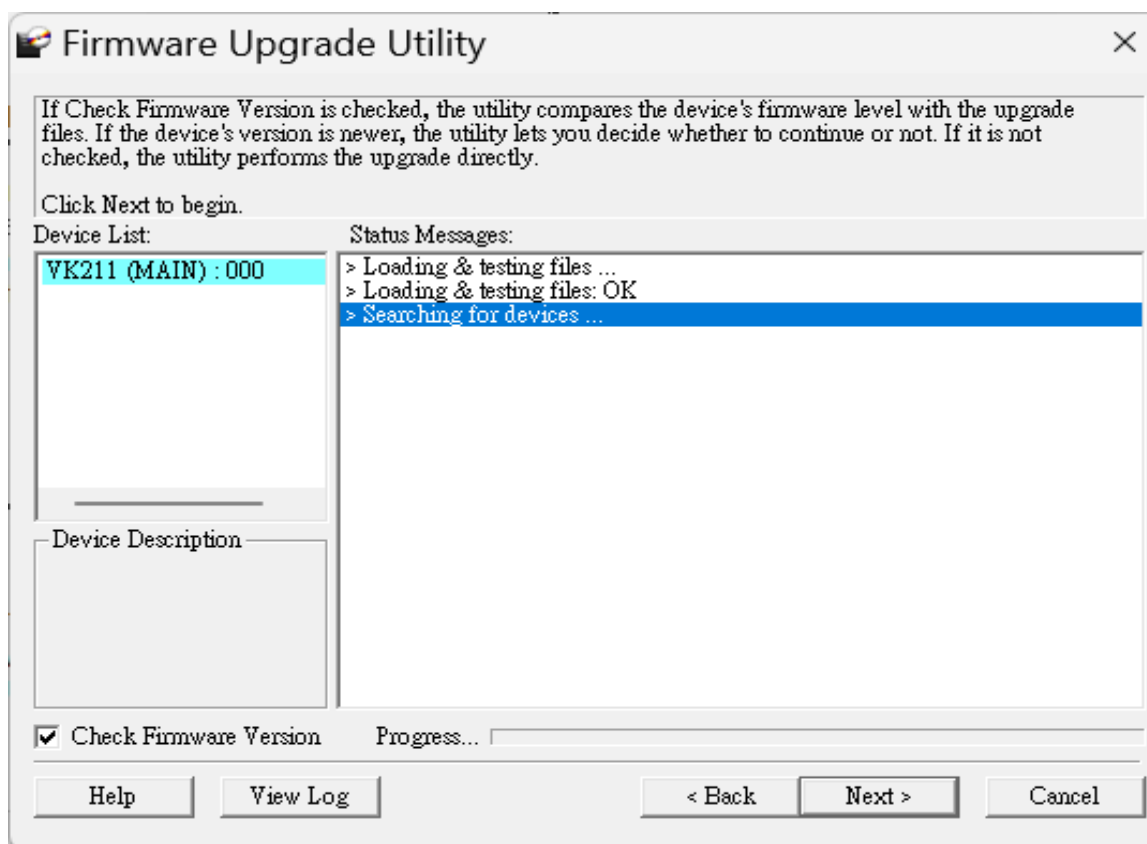 Firmware Upgrade Utility
If Check Firmware Version is checked, the utility compares the device's firmware level with the upgrade
files. If the device's version is newer, the utility lets you decide whether to continue or not. If it is not
checked, the utility performs the upgrade directly.
Click Next to begin.
Device List:
Status Messages:
VK211 (MAIN) : 000
> Loading & testing files ...
> Loading & testing files: OK
> Searching for devices ...
Device Description
Check Firmware Version
Progress...
Help
View Log
< Back
Next >
Cancel